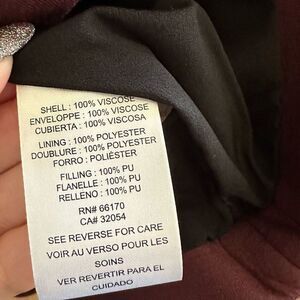 SHELL: 100% VISCOSE
ENVELOPPE: 100% VISCOSE
CUBIERTA: 100% VISCOSA
LINING: 100% POLYESTER
DOUBLURE: 100% POLYESTER
FORRO: POLIÉSTER
FILLING: 100% PU
FLANELLE: 100% PU
RELLENO: 100% PU
RN# 66170
CA# 32054
SEE REVERSE FOR CARE
VOIR AU VERSO POUR LES
SOINS
VER REVERTIR PARA EL
CUIDADO